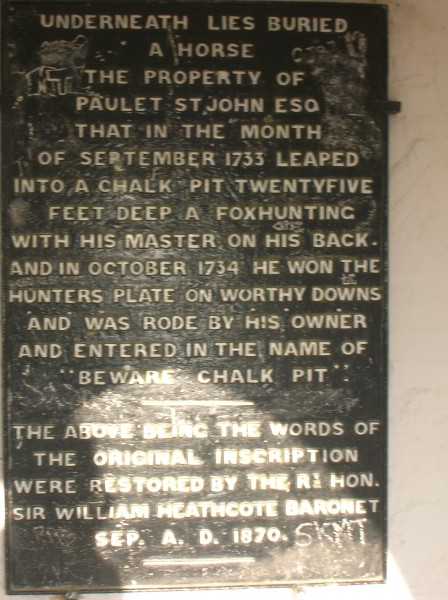 UNDERNEATH LIES BURIED
A HORSE
THE PROPERTY OF
PAULET ST JOHN ESQ
THAT IN THE MONTH
OF SEPTEMBER 1733 LEAPED
INTO A CHALK PIT TWENTYFIVE
FEET DEEP A FOXHUNTING
WITH HIS MASTER ON HIS BACK.
AND IN OCTOBER 1734 HE WON THE
HUNTERS PLATE ON WORTHY DOWNS
AND WAS RODE BY HIS OWNER
AND ENTERED IN THE NAME OF
"BEWARE CHALK PIT".
THE ABOVE BEING THE WORDS OF
THE ORIGINAL INSCRIPTION
WERE RESTORED BY THE RT HON.
SIR WILLIAM HEATHCOTE BARONET
SEP. A. D. 1870. SKMT